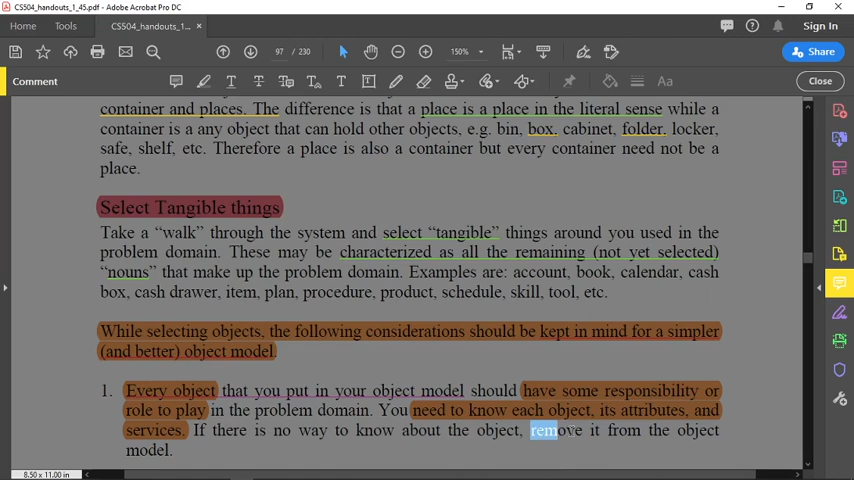 CS504_handouts_1_45.pdf - Adobe Acrobat Pro DC
Home Tools CS504_handouts_1... × Sign In
97 / 230 150% Share
Comment Close
container and places. The difference is that a place is a place in the literal sense while a
container is a any object that can hold other objects, e.g. bin, box. cabinet, folder. locker,
safe, shelf, etc. Therefore a place is also a container but every container need not be a
place.
Select Tangible things
Take a “walk” through the system and select “tangible” things around you used in the
problem domain. These may be characterized as all the remaining (not yet selected)
“nouns” that make up the problem domain. Examples are: account, book, calendar, cash
box, cash drawer, item, plan, procedure, product, schedule, skill, tool, etc.
While selecting objects, the following considerations should be kept in mind for a simpler
(and better) object model.
1. Every object that you put in your object model should have some responsibility or
role to play in the problem domain. You need to know each object, its attributes, and
services. If there is no way to know about the object, remove it from the object
model.
8.50 x 11.00 in